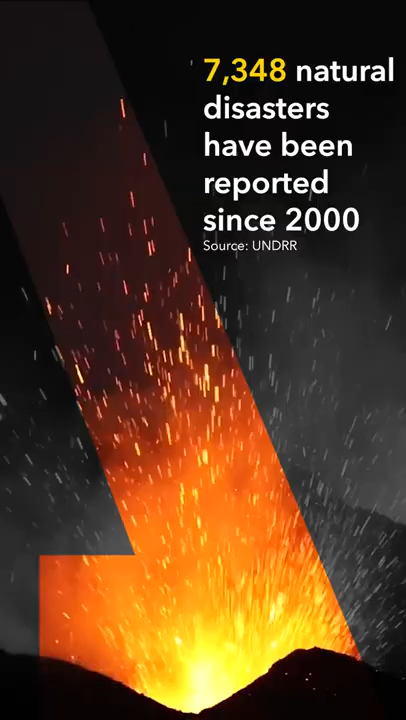 7,348 natural
disasters
have been
reported
since 2000
Source: UNDRR